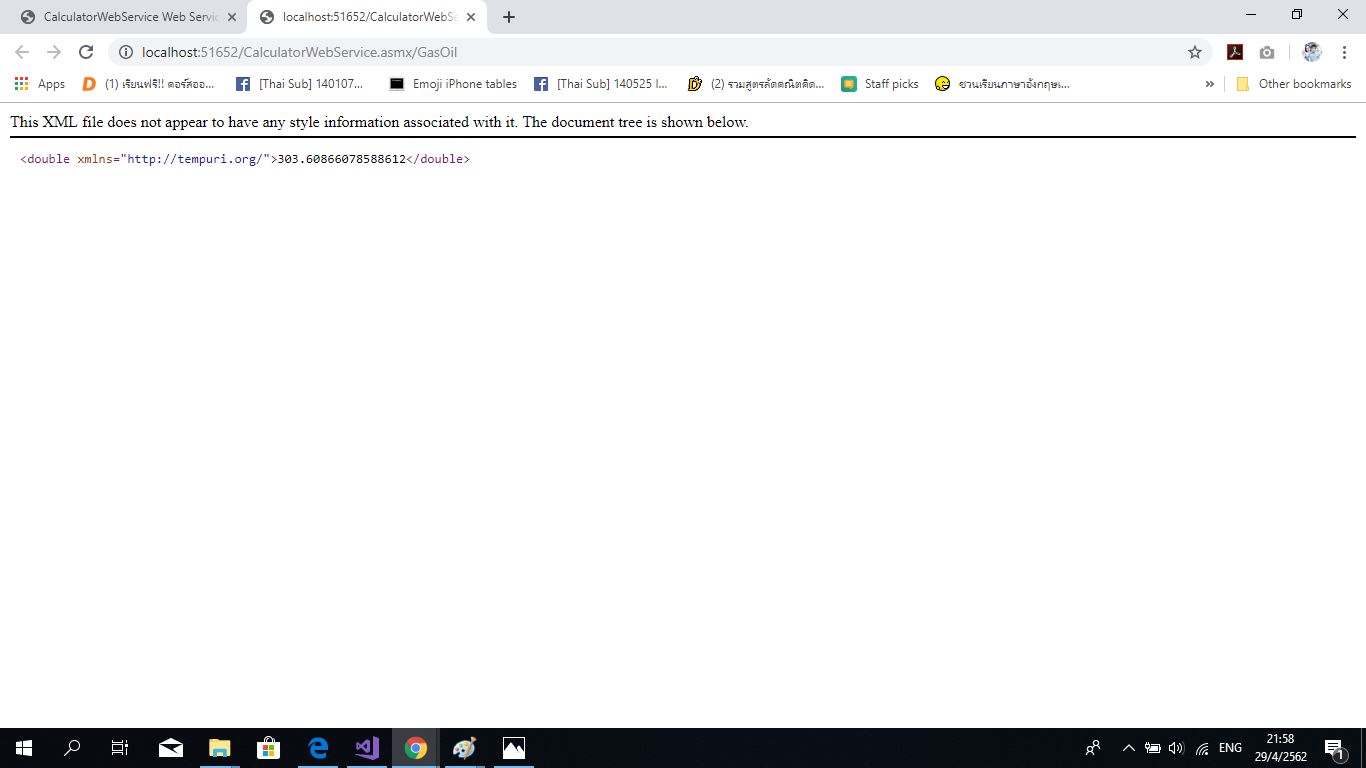 CalculatorWebService Web Servic
localhost:51652/CalculatorWebSe
localhost:51652/CalculatorWebService.asmx/GasOil
Apps
(1) เรียนฟรี!! คอร์สออ...
[Thai Sub] 140107...
Emoji iPhone tables
[Thai Sub] 140525 I...
(2) รวมสูตรลัดคณิตคิด...
Staff picks
ชวนเรียนภาษาอังกฤษเ...
»
Other bookmarks
This XML file does not appear to have any style information associated with it. The document tree is shown below.
<double xmlns="http://tempuri.org/">303.60866078588612</double>
ENG
21:58
29/4/2562
1